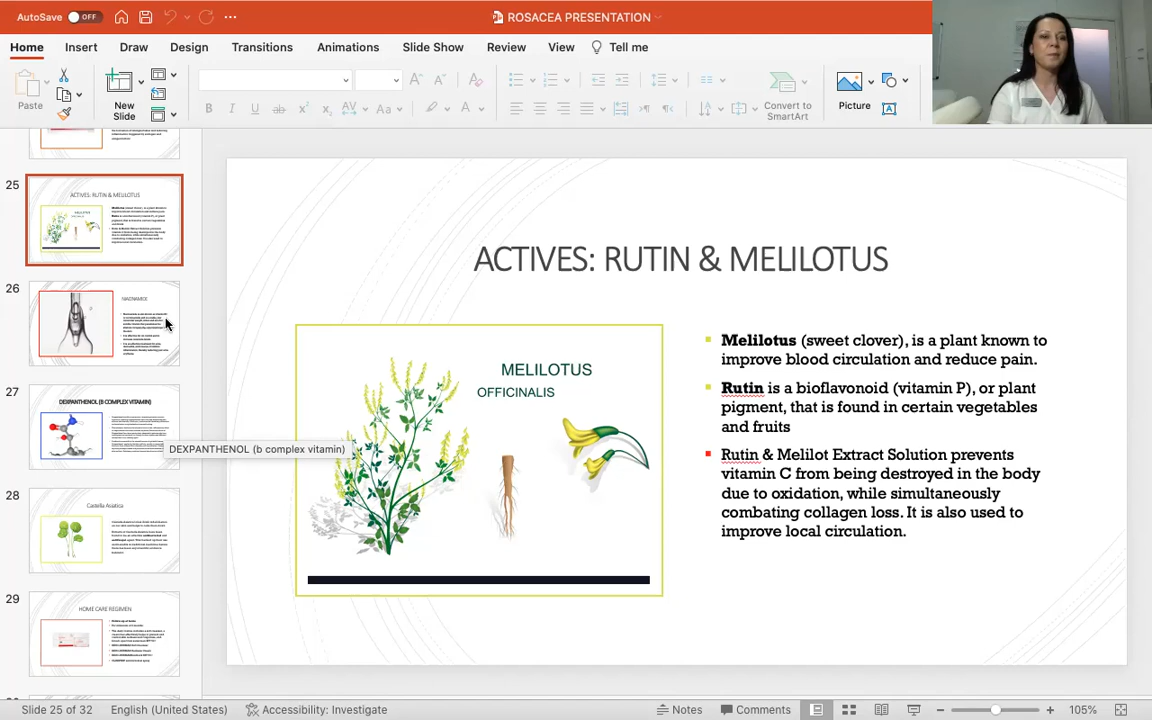 AutoSave OFF
ROSACEA PRESENTATION
Home Insert Draw Design Transitions Animations Slide Show Review View Tell me
Paste
New
Slide
Convert to
SmartArt
Picture
25
ACTIVES: RUTIN & MELILOTUS
26
NIACINAMIDE
27
DEXPANTHENOL (B COMPLEX VITAMIN)
DEXPANTHENOL (b complex vitamin)
28
29
HOME CARE REGIMEN
ACTIVES: RUTIN & MELILOTUS
MELILOTUS
OFFICINALIS
Melilotus (sweet clover), is a plant known to
improve blood circulation and reduce pain.
Rutin is a bioflavonoid (vitamin P), or plant
pigment, that is found in certain vegetables
and fruits
Rutin & Melilot Extract Solution prevents
vitamin C from being destroyed in the body
due to oxidation, while simultaneously
combating collagen loss. It is also used to
improve local circulation.
Slide 25 of 32 English (United States) Accessibility: Investigate Notes Comments 105%